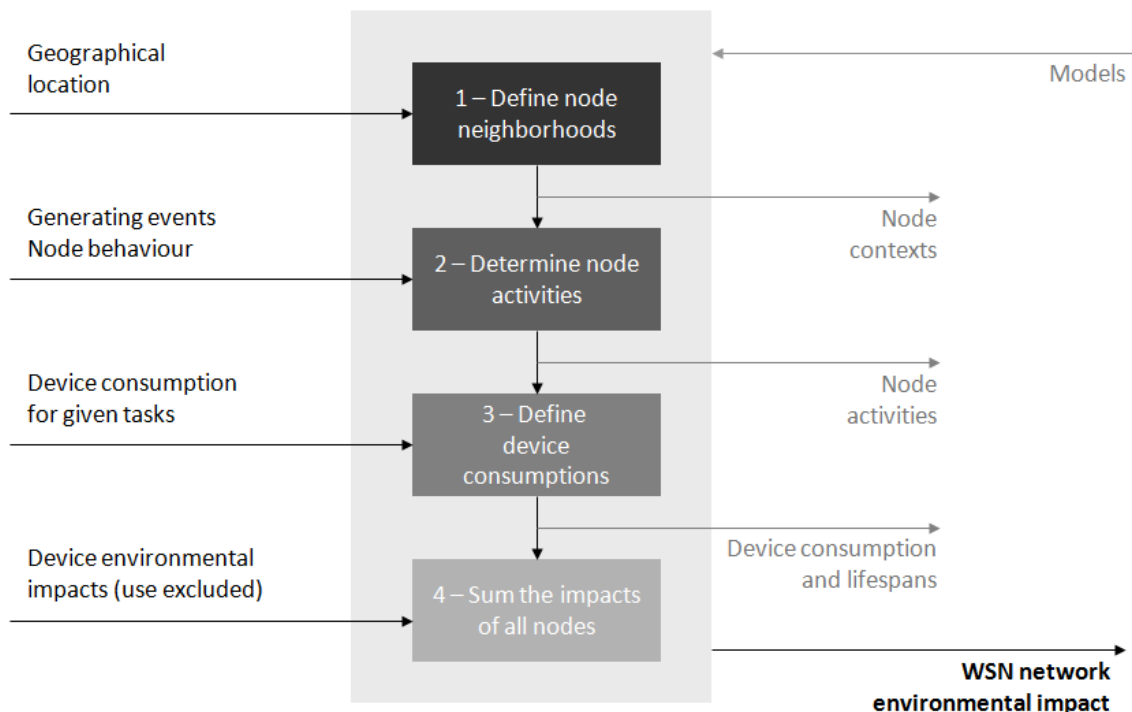 Geographical
location
Models
1 – Define node
neighborhoods
Generating events
Node behaviour
Node
contexts
2 – Determine node
activities
Device consumption
for given tasks
Node
activities
3 – Define
device
consumptions
Device environmental
impacts (use excluded)
Device consumption
and lifespans
4 – Sum the impacts
of all nodes
WSN network
environmental impact